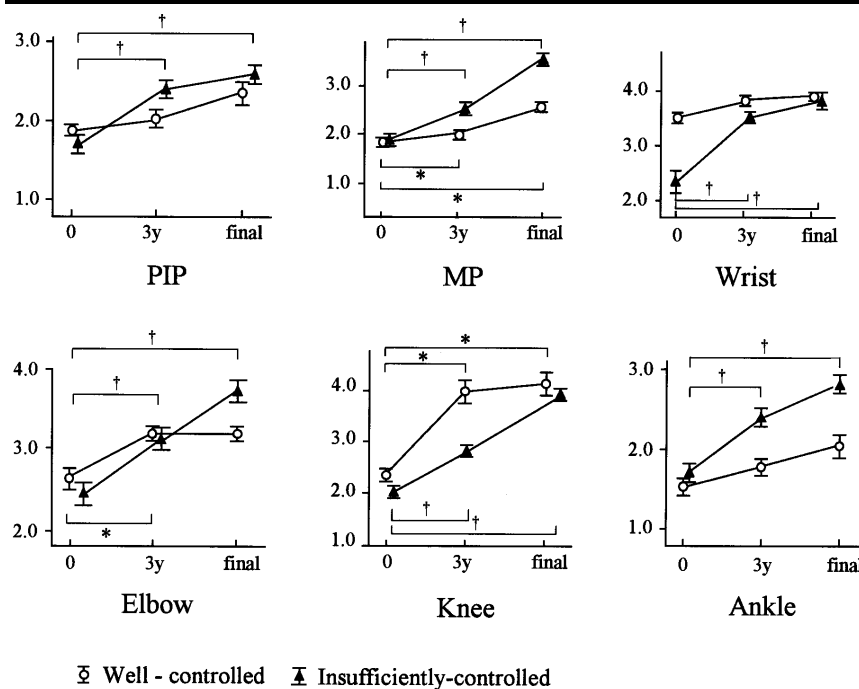 †
†
3.0
2.0
1.0
0 3y final
PIP
†
†
3.0
2.0
1.0
*
*
0 3y final
MP
4.0
3.0
2.0
†
†
0 3y final
Wrist
†
†
4.0
3.0
2.0
*
0 3y final
Elbow
*
*
4.0
3.0
2.0
1.0
†
†
0 3y final
Knee
†
†
3.0
2.0
1.0
0 3y final
Ankle
Well - controlled Insufficiently-controlled